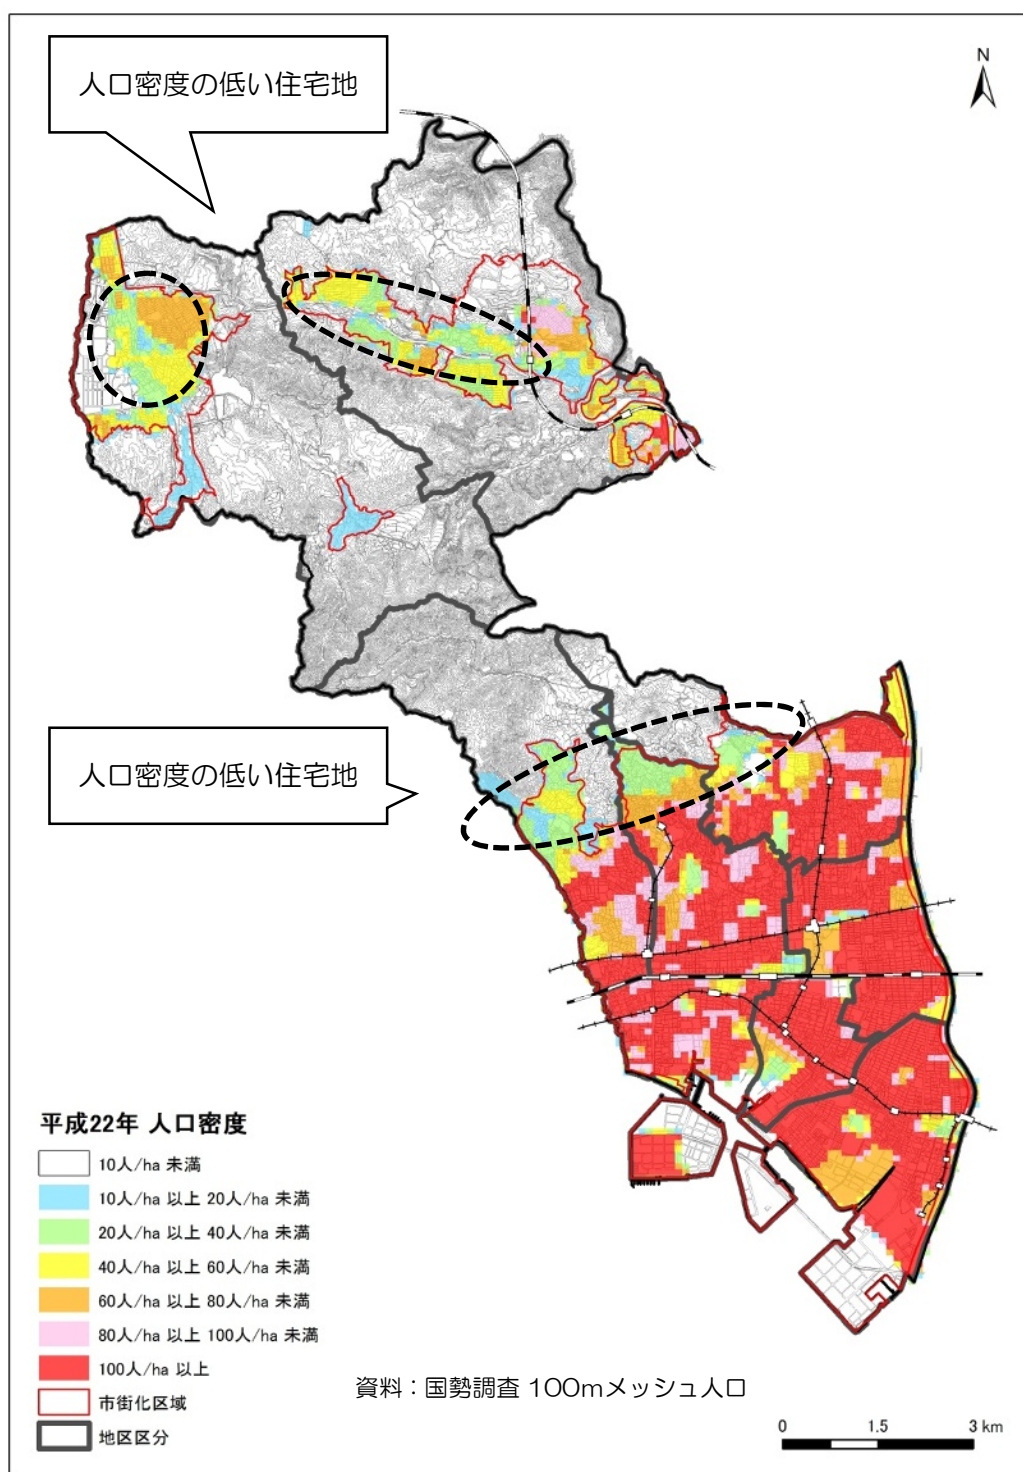 人口密度の低い住宅地
N
人口密度の低い住宅地
平成22年 人口密度
10人/ha 未満
10人/ha 以上 20人/ha 未満
20人/ha 以上 40人/ha 未満
40人/ha 以上 60人/ha 未満
60人/ha 以上 80人/ha 未満
80人/ha 以上 100人/ha 未満
100人/ha 以上
市街化区域
地区区分
資料：国勢調査 100mメッシュ人口
0 1.5 3 km